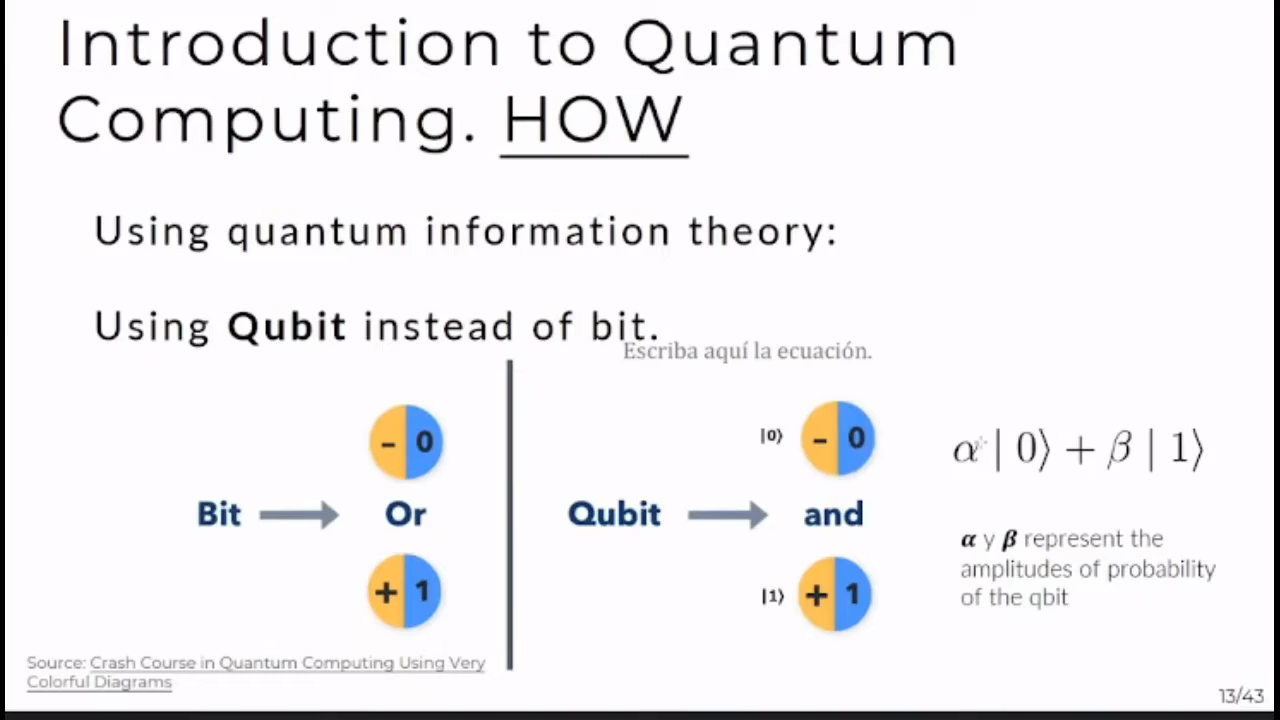 Introduction to Quantum
Computing. HOW
Using quantum information theory:
Using Qubit instead of bit.
Escriba aquí la ecuación.
- 0
Bit
Or
+ 1
|0⟩
- 0
Qubit
and
|1⟩
+ 1
α | 0⟩ + β | 1⟩
α y β represent the
amplitudes of probability
of the qbit
Source: Crash Course in Quantum Computing Using Very
Colorful Diagrams
13/43